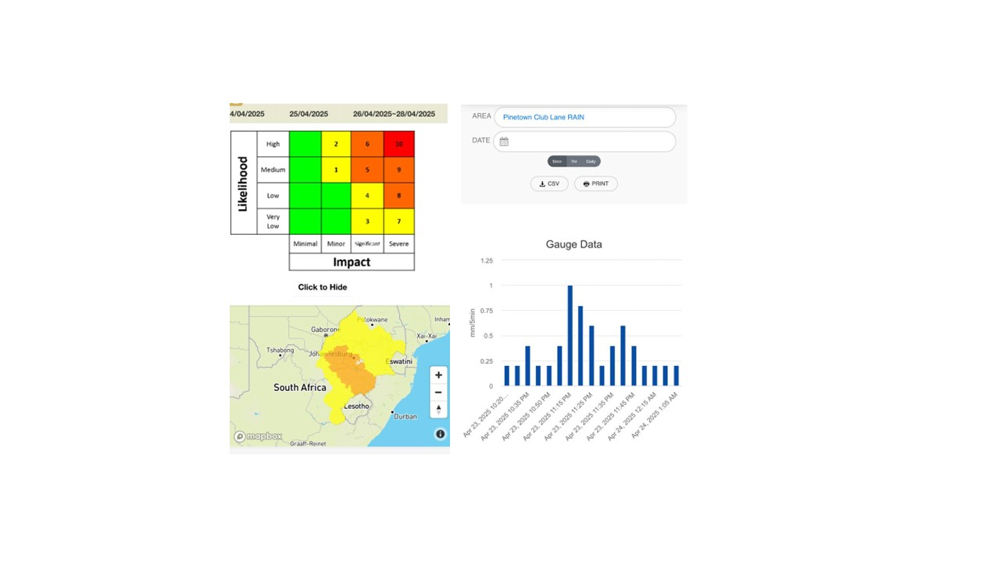 4/04/2025 25/04/2025 26/04/2025~28/04/2025
Likelihood
High 2 6 10
Medium 1 5 9
Low 4 8
Very
Low 3 7
Minimal Minor Significant Severe
Impact
Click to Hide
Polokwane
Inham
Gaborone
Xai-Xai
Tshabong
Johannesburg
Eswatini
South Africa
Lesotho
Durban
mapbox
Graaff-Reinet
AREA Pinetown Club Lane RAIN
DATE
5min 1hr Daily
CSV PRINT
Gauge Data
1.25
1
0.75
0.5
0.25
0
mm/5min
Apr 23, 2025 10:20...
Apr 23, 2025 10:35 PM
Apr 23, 2025 10:50 PM
Apr 23, 2025 11:15 PM
Apr 23, 2025 11:25 PM
Apr 23, 2025 11:35 PM
Apr 23, 2025 11:45 PM
Apr 24, 2025 12:15 AM
Apr 24, 2025 1:05 AM